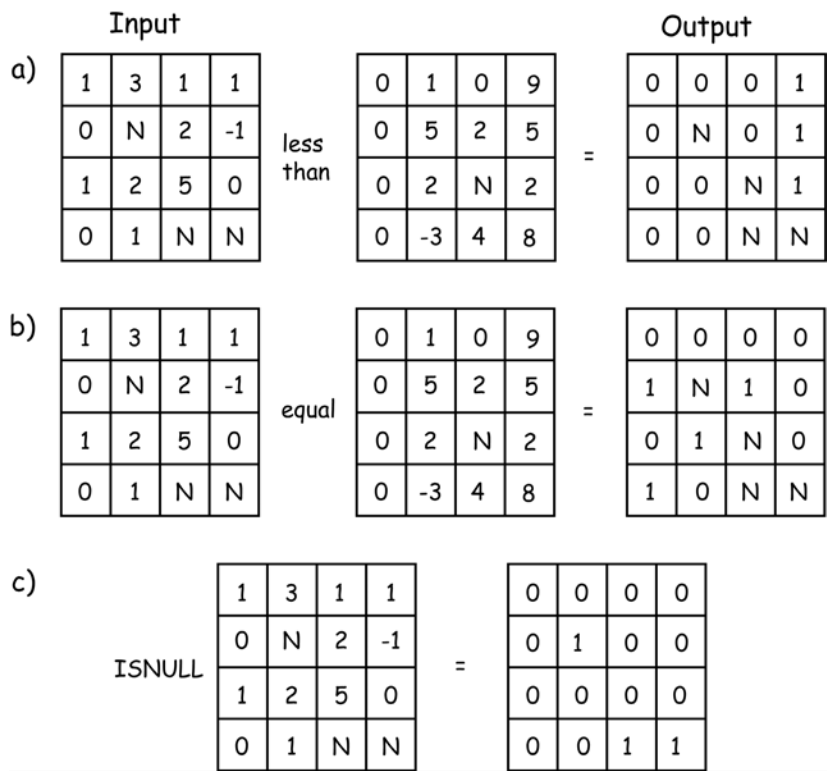 Input Output
a)
1 3 1 1 0 1 0 9 0 0 0 1
0 N 2 -1 0 5 2 5 0 N 0 1
less than =
1 2 5 0 0 2 N 2 0 0 N 1
0 1 N N 0 -3 4 8 0 0 N N
b)
1 3 1 1 0 1 0 9 0 0 0 0
0 N 2 -1 0 5 2 5 1 N 1 0
equal =
1 2 5 0 0 2 N 2 0 1 N 0
0 1 N N 0 -3 4 8 1 0 N N
c)
1 3 1 1 0 0 0 0
0 N 2 -1 0 1 0 0
ISNULL =
1 2 5 0 0 0 0 0
0 1 N N 0 0 1 1